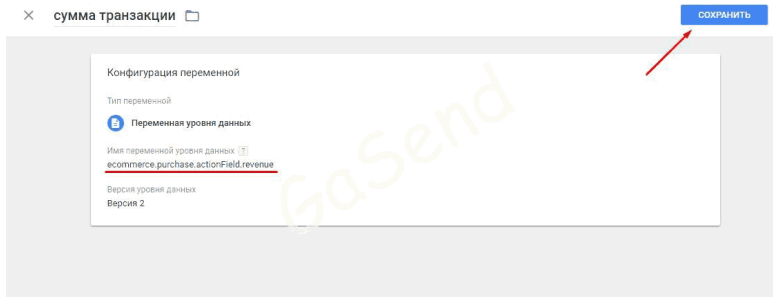 сумма транзакции
СОХРАНИТЬ
Конфигурация переменной
Тип переменной
Переменная уровня данных
Имя переменной уровня данных ?
ecommerce.purchase.actionField.revenue
Версия уровня данных
Версия 2
GaSend